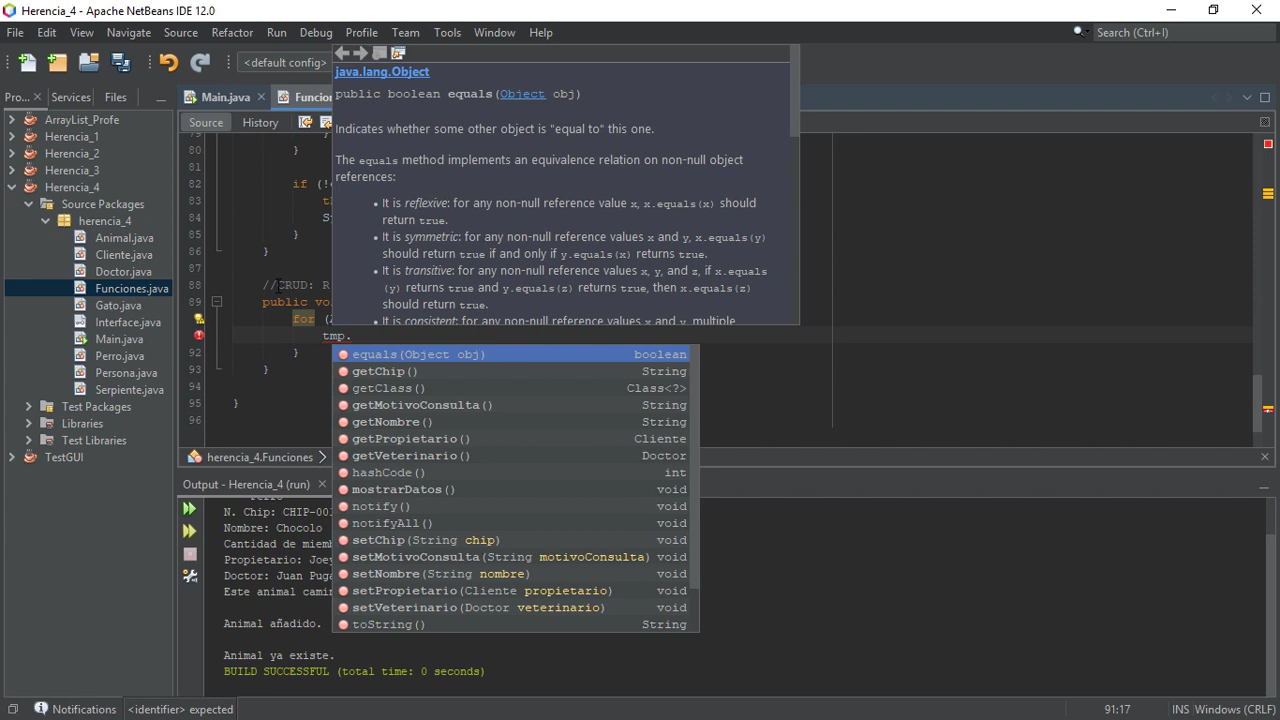 Herencia_4 - Apache NetBeans IDE 12.0
File Edit View Navigate Source Refactor Run Debug Profile Team Tools Window Help
Search (Ctrl+I)
<default config>
Pro... Services Files
Main.java
Source History
ArrayList_Profe
Herencia_1
Herencia_2
Herencia_3
Herencia_4
Source Packages
herencia_4
Animal.java
Cliente.java
Doctor.java
Funciones.java
Gato.java
Interface.java
Main.java
Perro.java
Persona.java
Serpiente.java
Test Packages
Libraries
Test Libraries
TestGUI
79 }
80 }
81
82 if (!
83
84
85 }
86 }
87
88 //CRUD: R
89 public
for (
tmp.
92 }
93 }
94
95 }
96
java.lang.Object
public boolean equals(Object obj)
Indicates whether some other object is "equal to" this one.
The equals method implements an equivalence relation on non-null object
references:
• It is reflexive: for any non-null reference value x, x.equals(x) should
return true.
• It is symmetric: for any non-null reference values x and y, x.equals(y)
should return true if and only if y.equals(x) returns true.
• It is transitive: for any non-null reference values x, y, and z, if x.equals
(y) returns true and y.equals(z) returns true, then x.equals(z)
should return true.
• It is consistent: for any non-null reference values x and y, multiple
equals(Object obj) boolean
getChip() String
getClass() Class<?>
getMotivoConsulta() String
getNombre() String
getPropietario() Cliente
getVeterinario() Doctor
hashCode() int
mostrarDatos() void
notify() void
notifyAll() void
setChip(String chip) void
setMotivoConsulta(String motivoConsulta) void
setNombre(String nombre) void
setPropietario(Cliente propietario) void
setVeterinario(Doctor veterinario) void
toString() String
herencia_4.Funciones
Output - Herencia_4 (run)
N. Chip:
Nombre: Chocolo
Cantidad de
Propietario:
Doctor: Juan
Este animal
Animal añadido.
Animal ya existe.
BUILD SUCCESSFUL (total time: 0 seconds)
Notifications <identifier> expected 91:17 INS Windows (CRLF)